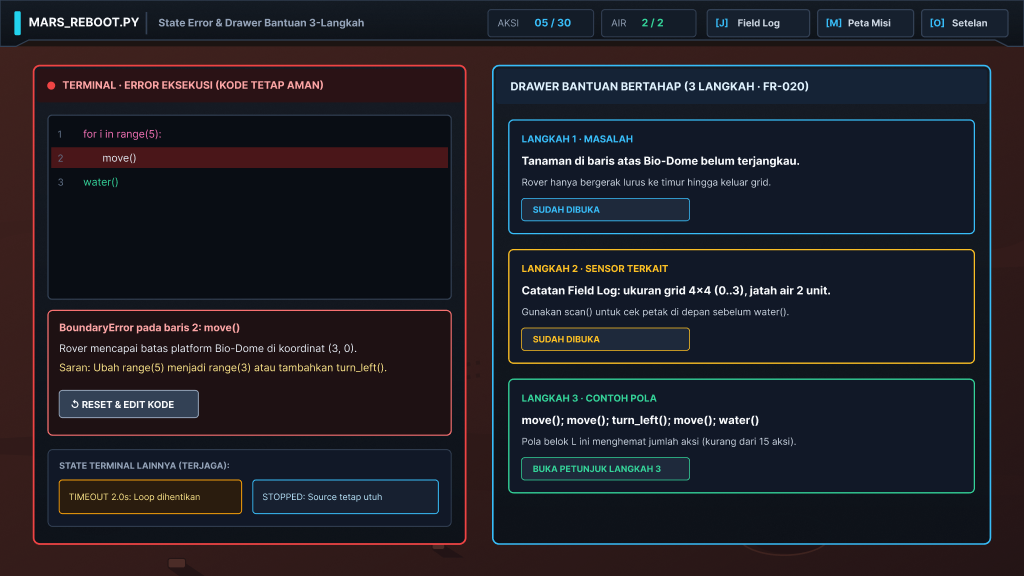 MARS_REBOOT.PY
State Error & Drawer Bantuan 3-Langkah
AKSI 05 / 30
AIR 2 / 2
[J] Field Log
[M] Peta Misi
[O] Setelan
TERMINAL · ERROR EKSEKUSI (KODE TETAP AMAN)
1 for i in range(5):
2 move()
3 water()
BoundaryError pada baris 2: move()
Rover mencapai batas platform Bio-Dome di koordinat (3, 0).
Saran: Ubah range(5) menjadi range(3) atau tambahkan turn_left().
↺ RESET & EDIT KODE
STATE TERMINAL LAINNYA (TERJAGA):
TIMEOUT 2.0s: Loop dihentikan
STOPPED: Source tetap utuh
DRAWER BANTUAN BERTAHAP (3 LANGKAH · FR-020)
LANGKAH 1 · MASALAH
Tanaman di baris atas Bio-Dome belum terjangkau.
Rover hanya bergerak lurus ke timur hingga keluar grid.
SUDAH DIBUKA
LANGKAH 2 · SENSOR TERKAIT
Catatan Field Log: ukuran grid 4×4 (0..3), jatah air 2 unit.
Gunakan scan() untuk cek petak di depan sebelum water().
SUDAH DIBUKA
LANGKAH 3 · CONTOH POLA
move(); move(); turn_left(); move(); water()
Pola belok L ini menghemat jumlah aksi (kurang dari 15 aksi).
BUKA PETUNJUK LANGKAH 3